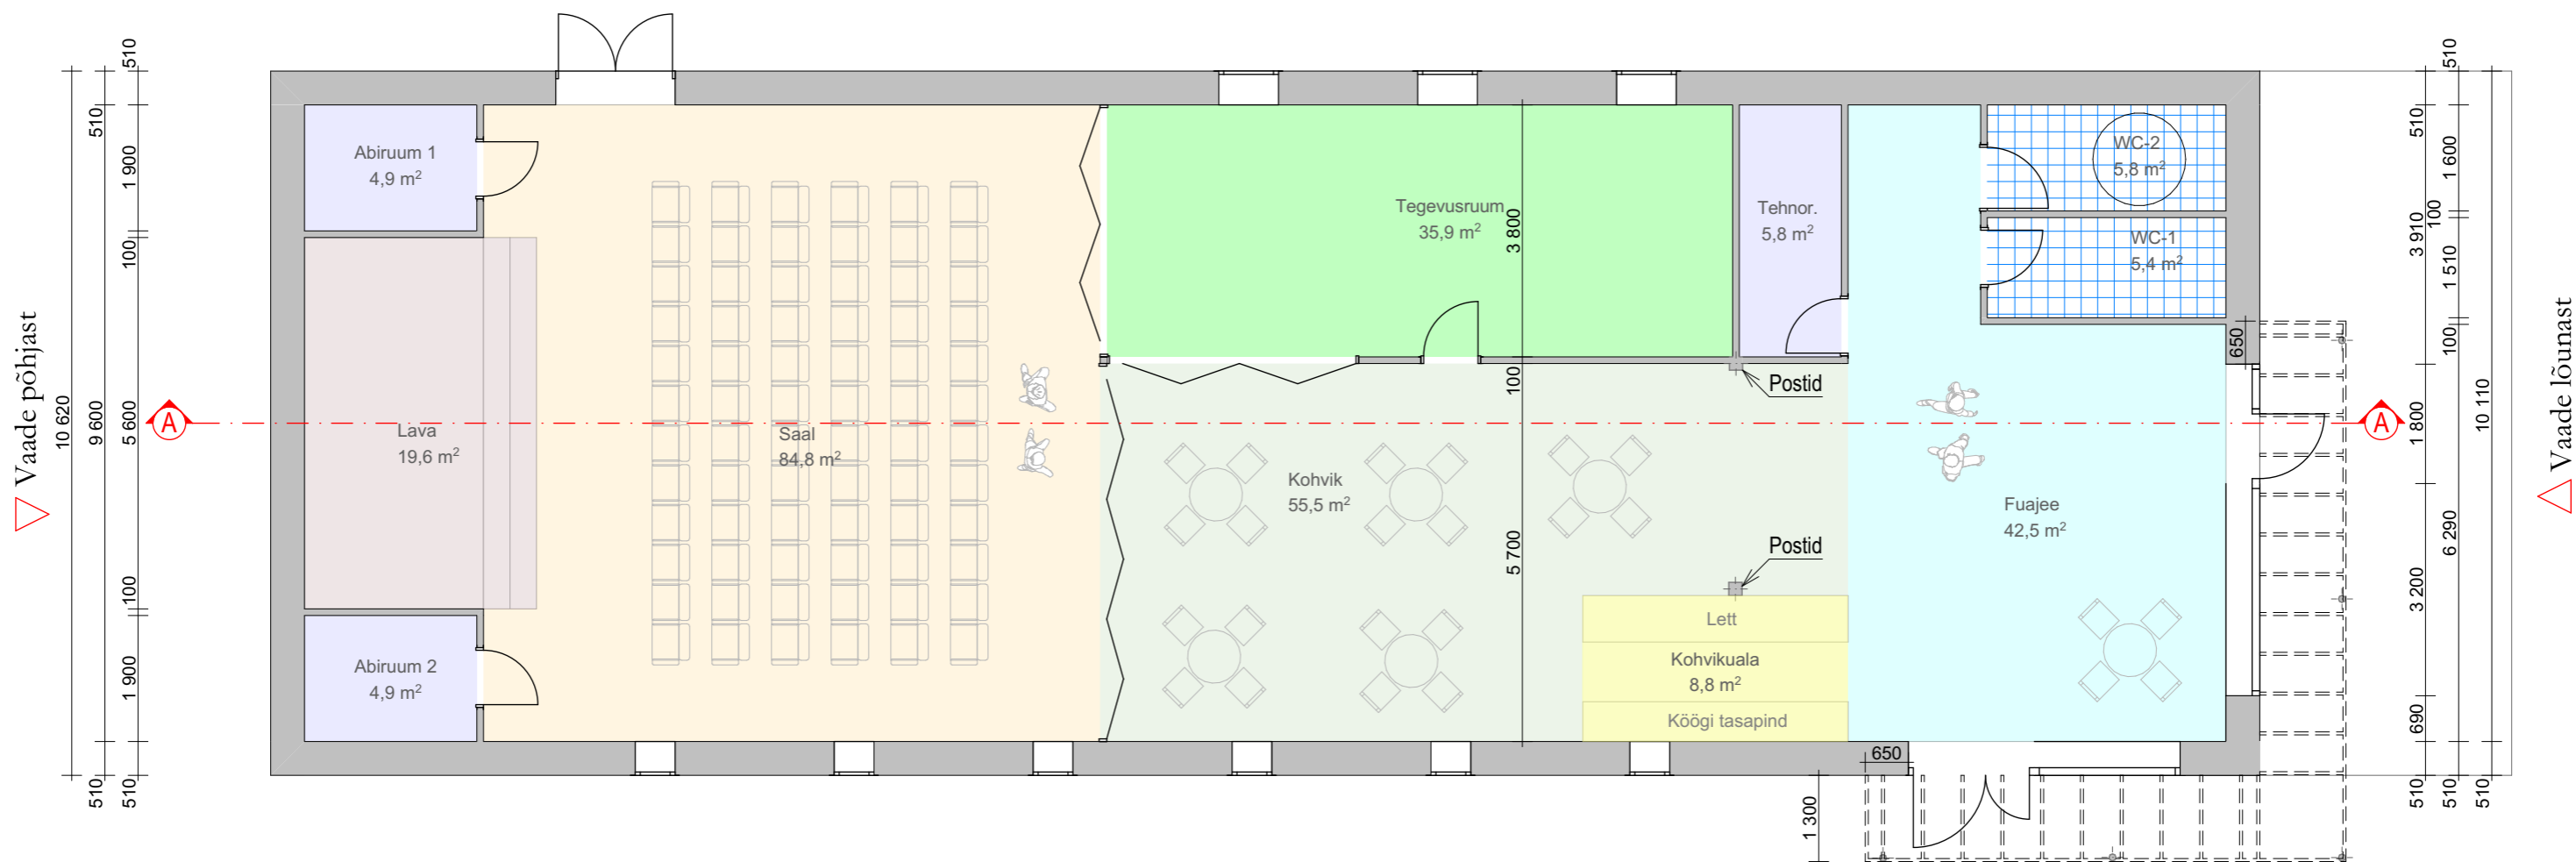 510
510
1 900
100
5 600
100
1 900
510
510
9 600
10 620
Vaade põhjast
A
Abiruum 1
4,9 m²
Lava
19,6 m²
Abiruum 2
4,9 m²
Saal
84,8 m²
Tegevusruum
35,9 m²
3 800
100
5 700
Tehnor.
5,8 m²
WC-2
5,8 m²
WC-1
5,4 m²
Postid
Postid
Kohvik
55,5 m²
Lett
Kohvikuala
8,8 m²
Köögi tasapind
Fuajee
42,5 m²
650
650
1 300
A
510
510
1 600
100
3 910
1 510
100
1 800
6 290
3 200
690
10 110
510
510
510
Vaade lõunast